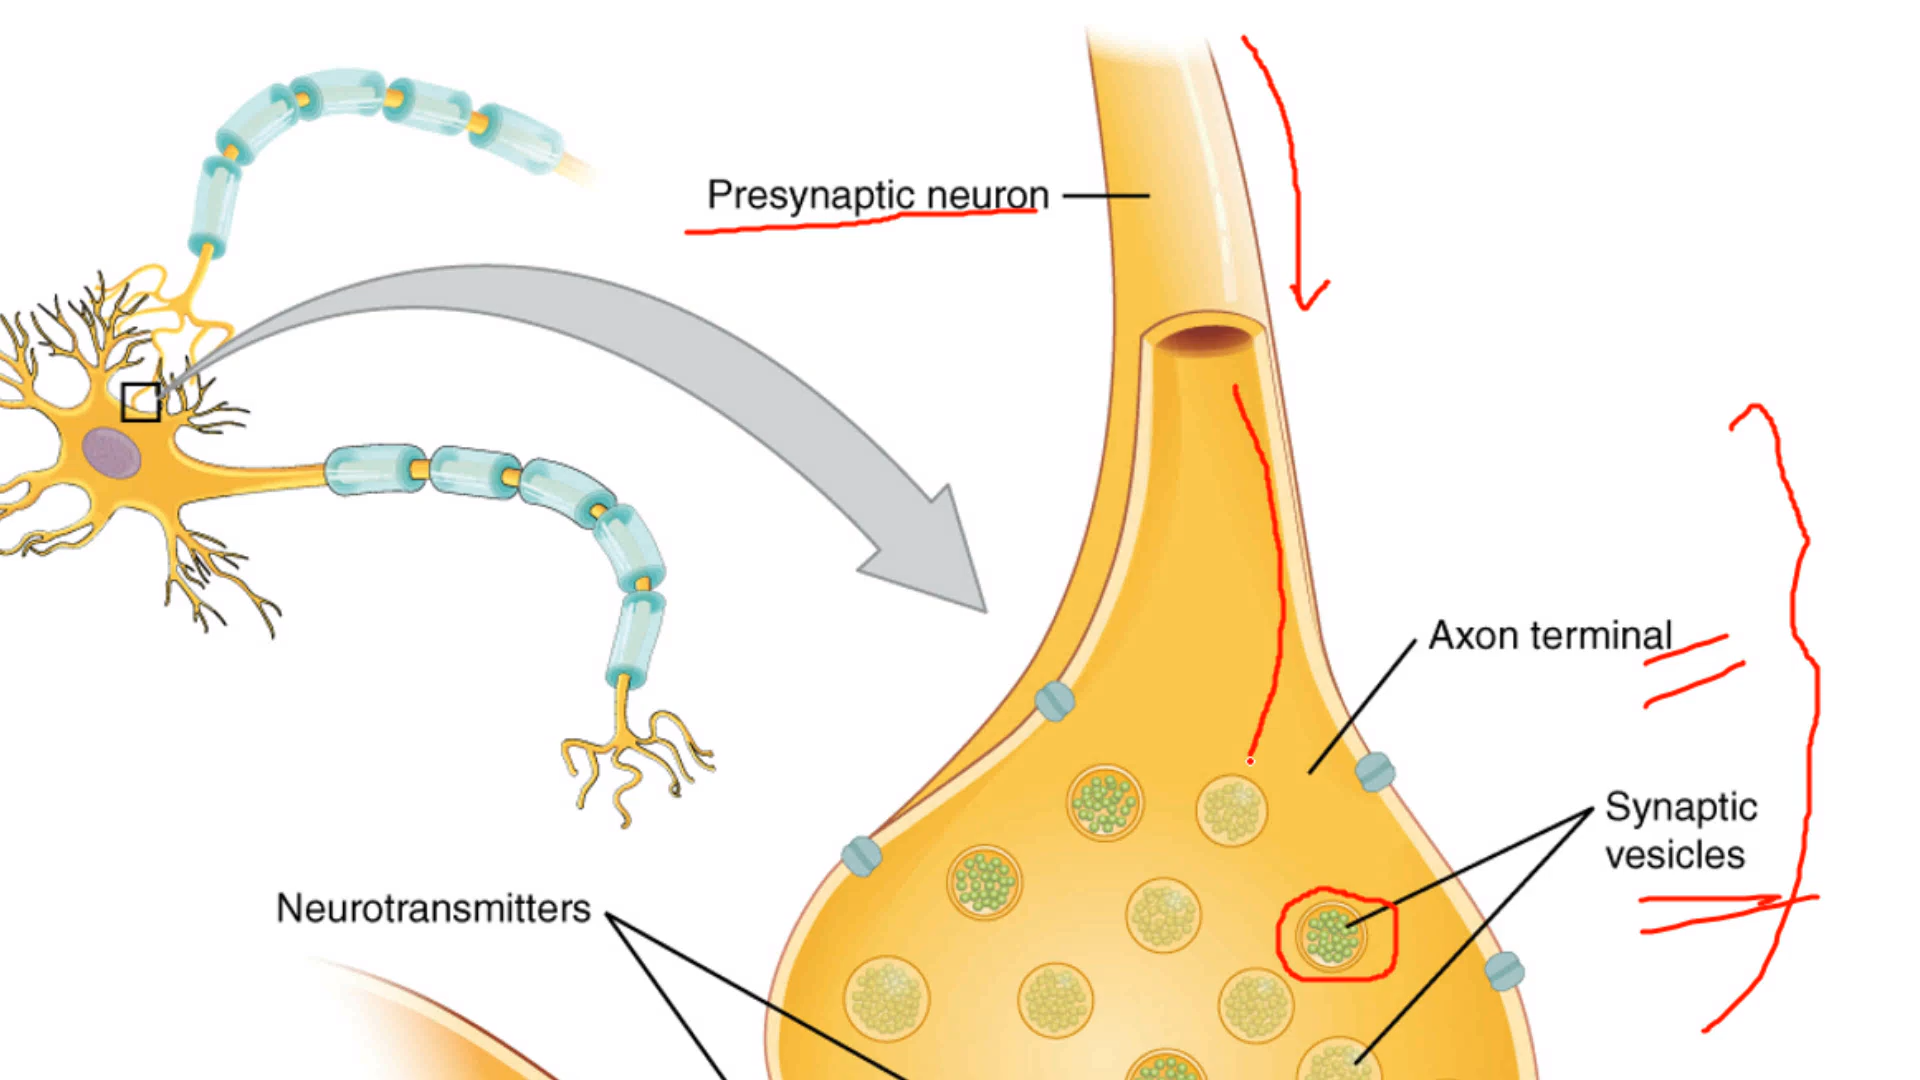 Presynaptic neuron
Axon terminal
Synaptic
vesicles
Neurotransmitters